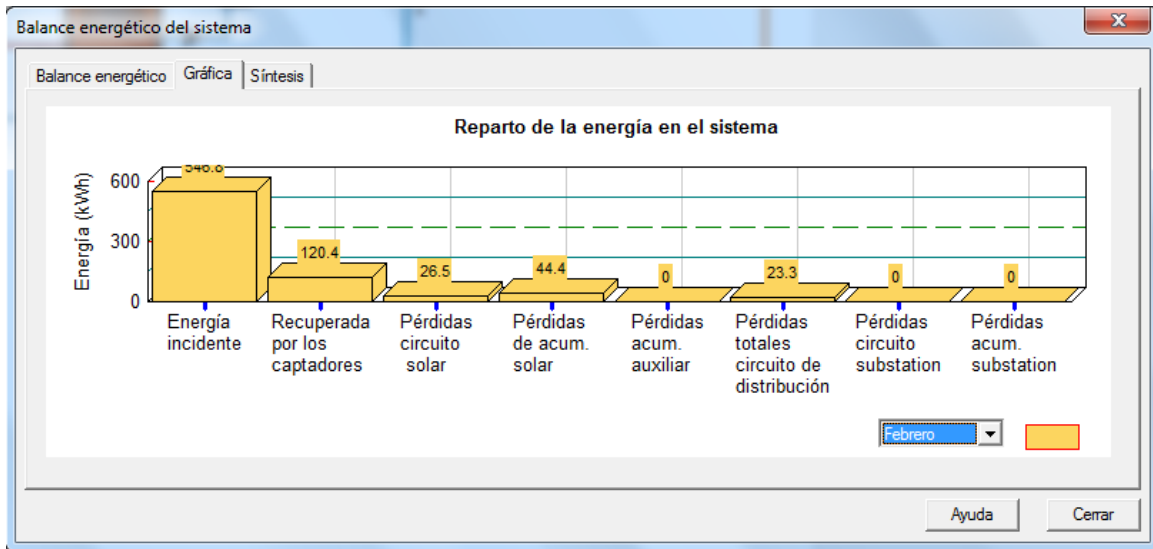 Balance energético del sistema
Balance energético
Gráfica
Síntesis
Reparto de la energía en el sistema
Energía (kWh)
600
300
0
546.8
120.4
26.5
44.4
0
23.3
0
0
Energía
incidente
Recuperada
por los
captadores
Pérdidas
circuito
solar
Pérdidas
de acum.
solar
Pérdidas
acum.
auxiliar
Pérdidas
totales
circuito de
distribución
Pérdidas
circuito
substation
Pérdidas
acum.
substation
Febrero
Ayuda
Cerrar